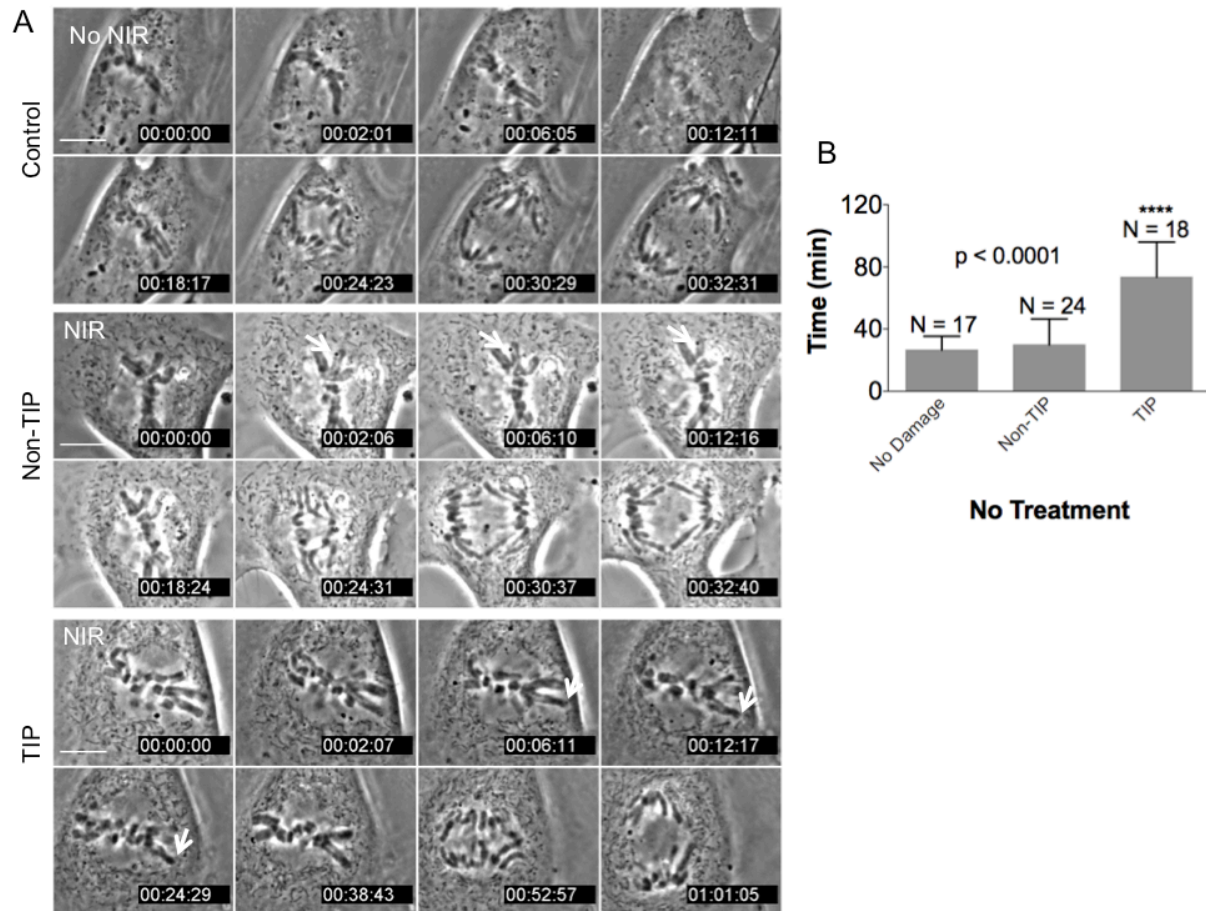 A
No NIR
Control
00:00:00
00:02:01
00:06:05
00:12:11
00:18:17
00:24:23
00:30:29
00:32:31
NIR
Non-TIP
00:00:00
00:02:06
00:06:10
00:12:16
00:18:24
00:24:31
00:30:37
00:32:40
NIR
TIP
00:00:00
00:02:07
00:06:11
00:12:17
00:24:29
00:38:43
00:52:57
01:01:05
B
Time (min)
120
80
40
0
p < 0.0001
N = 17
N = 24
****
N = 18
No Damage
Non-TIP
TIP
No Treatment